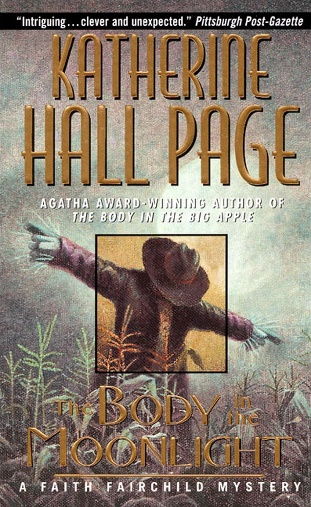 "Intriguing...clever and unexpected." Pittsburgh Post-Gazette
KATHERINE
HALL PAGE
AGATHA AWARD-WINNING AUTHOR OF
THE BODY IN THE BIG APPLE
The BODY in the
MOONLIGHT
A FAITH FAIRCHILD MYSTERY